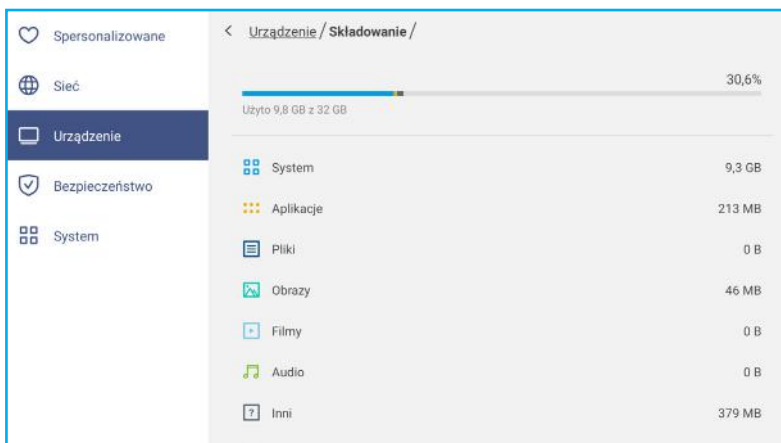 Spersonalizowane
Sieć
Urządzenie
Bezpieczeństwo
System
< Urządzenie / Składowanie /
30,6%
Użyto 9,8 GB z 32 GB
System 9,3 GB
Aplikacje 213 MB
Pliki 0 B
Obrazy 46 MB
Filmy 0 B
Audio 0 B
Inni 379 MB